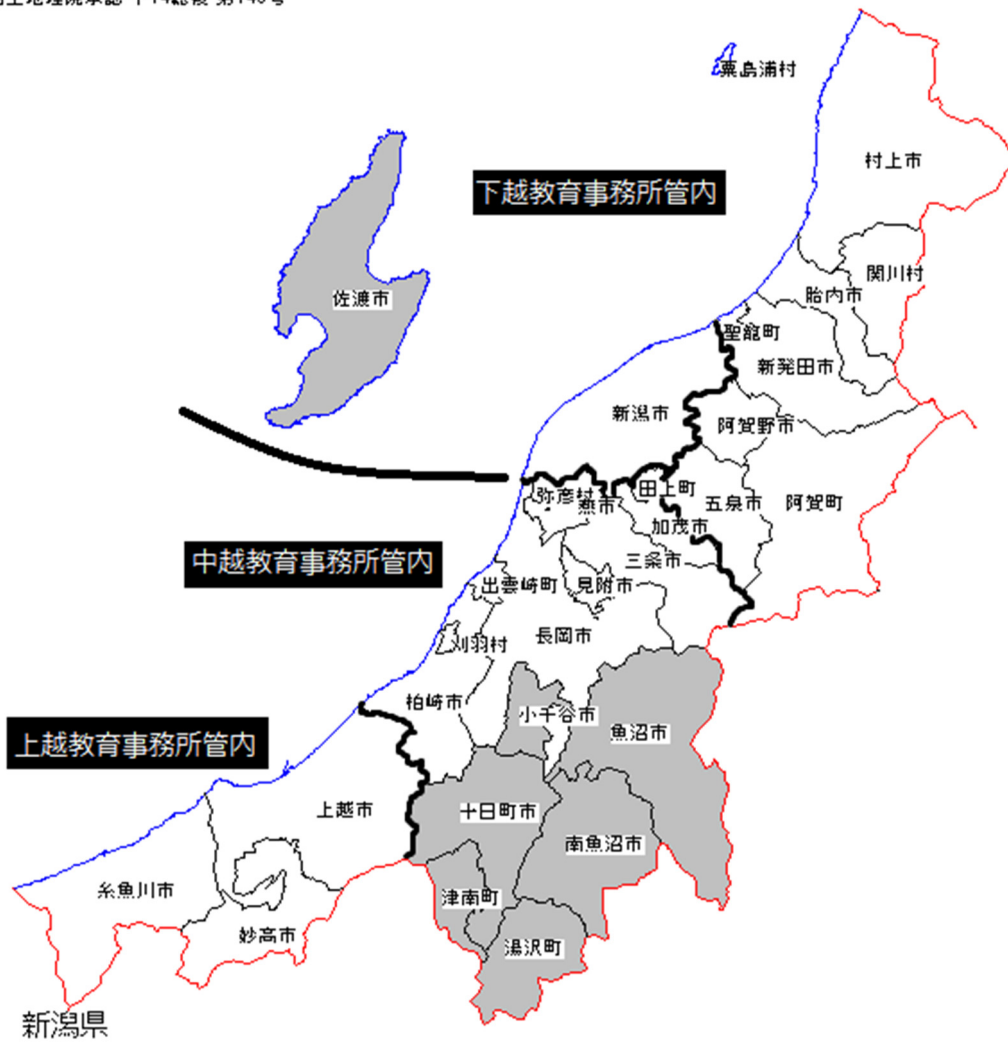 粟島浦村
村上市
下越教育事務所管内
関川村
胎内市
佐渡市
聖籠町
新発田市
新潟市
阿賀野市
田上町
弥彦村
燕市
五泉市
阿賀町
加茂市
中越教育事務所管内
三条市
出雲崎町
見附市
長岡市
刈羽村
柏崎市
小千谷市
魚沼市
上越教育事務所管内
上越市
十日町市
南魚沼市
糸魚川市
津南町
妙高市
湯沢町
新潟県